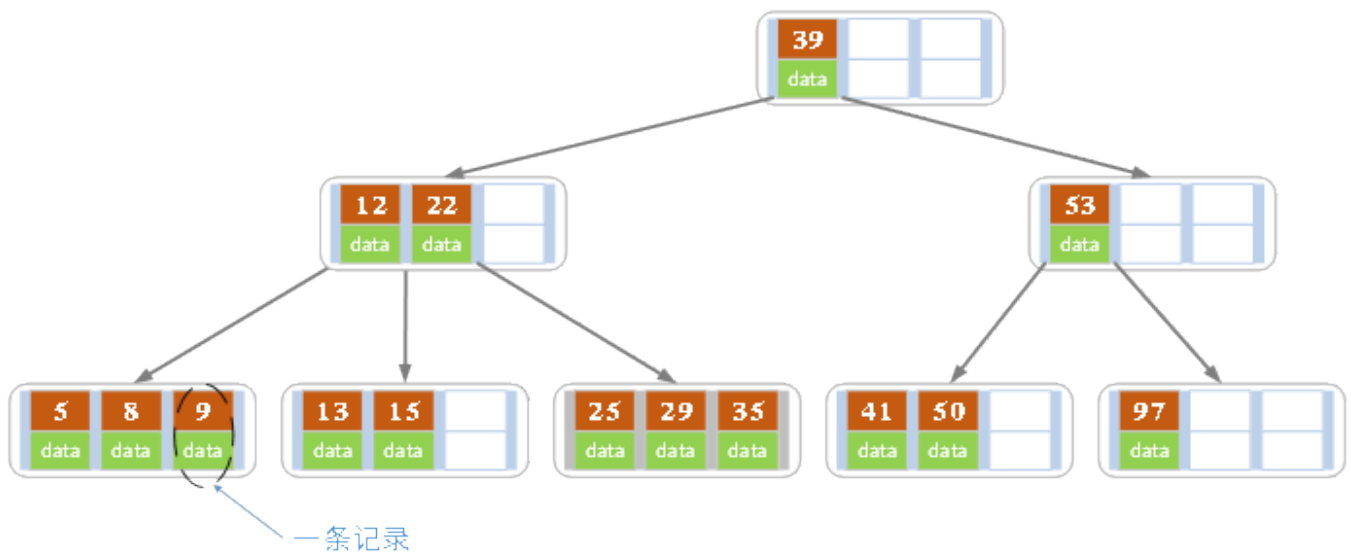 39
data
12 22
data data
53
data
5 8 9
data data data
13 15
data data
25 29 35
data data data
41 50
data data
97
data
一条记录